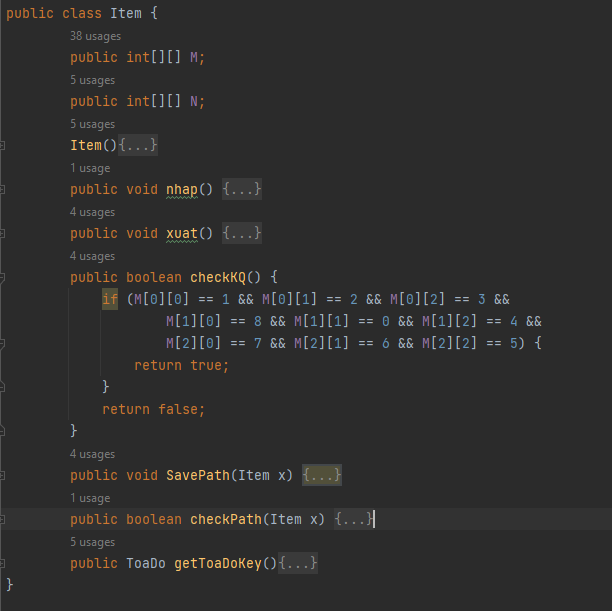 public class Item {
38 usages
public int[][] M;
5 usages
public int[][] N;
5 usages
Item(){...}
1 usage
public void nhap() {...}
4 usages
public void xuat() {...}
4 usages
public boolean checkKQ() {
if (M[0][0] == 1 && M[0][1] == 2 && M[0][2] == 3 &&
M[1][0] == 8 && M[1][1] == 0 && M[1][2] == 4 &&
M[2][0] == 7 && M[2][1] == 6 && M[2][2] == 5) {
return true;
}
return false;
}
4 usages
public void SavePath(Item x) {...}
1 usage
public boolean checkPath(Item x) {...}
5 usages
public ToaDo getToaDoKey(){...}
}